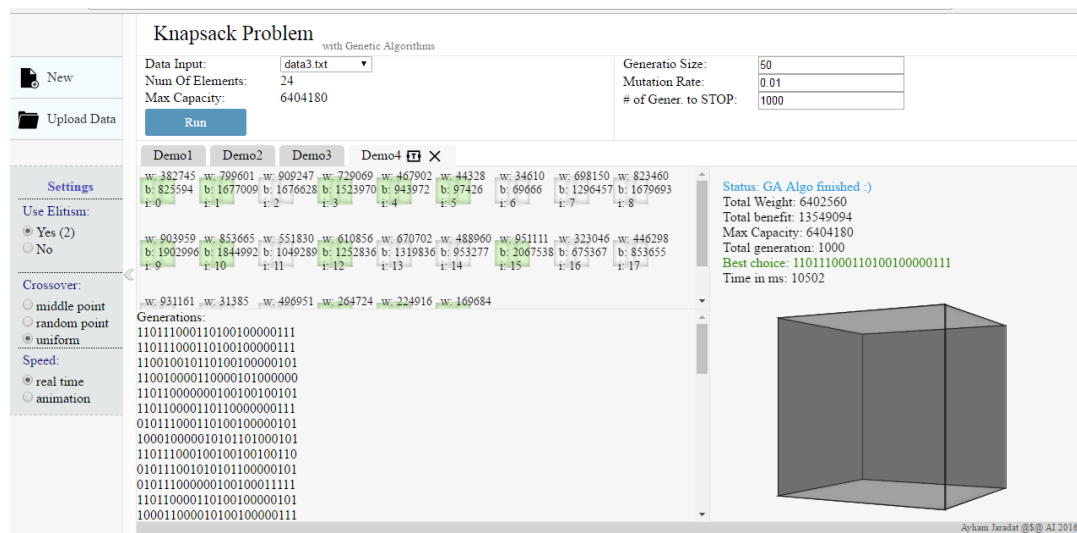 Knapsack Problem
with Genetic Algorithms
New
Upload Data
Data Input: data3.txt
Num Of Elements: 24
Max Capacity: 6404180
Run
Generatio Size: 50
Mutation Rate: 0.01
# of Gener. to STOP: 1000
Settings
Use Elitism:
Yes (2)
No
Crossover:
middle point
random point
uniform
Speed:
real time
animation
Demo1 Demo2 Demo3 Demo4
w: 382745 w: 799601 w: 909247 w: 729069 w: 467902 w: 44328 w: 34610 w: 698150 w: 823460
b: 825594 b: 1677009 b: 1676628 b: 1523970 b: 943972 b: 97426 b: 69666 b: 1296457 b: 1679693
i: 0 i: 1 i: 2 i: 3 i: 4 i: 5 i: 6 i: 7 i: 8
w: 903959 w: 853665 w: 551830 w: 610856 w: 670702 w: 488960 w: 951111 w: 323046 w: 446298
b: 1902996 b: 1844992 b: 1049289 b: 1252836 b: 1319836 b: 953277 b: 2067538 b: 675367 b: 853655
i: 9 i: 10 i: 11 i: 12 i: 13 i: 14 i: 15 i: 16 i: 17
w: 931161 w: 31385 w: 496951 w: 264724 w: 224916 w: 169684
Generations:
110111000110100100000111
110111000110100100000111
110010010110100100000101
110010000110000101000000
110110000000100100100101
110110000110110000000111
010111000110100100000101
100010000010101101000101
110111000100100100100110
010111001010101100000101
010111000000100100011111
110110000110100100000101
100011000010100100000111
Status: GA Algo finished :)
Total Weight: 6402560
Total benefit: 13549094
Max Capacity: 6404180
Total generation: 1000
Best choice: 110111000110100100000111
Time in ms: 10502
Ayham Jaradat @$@ AI 2016